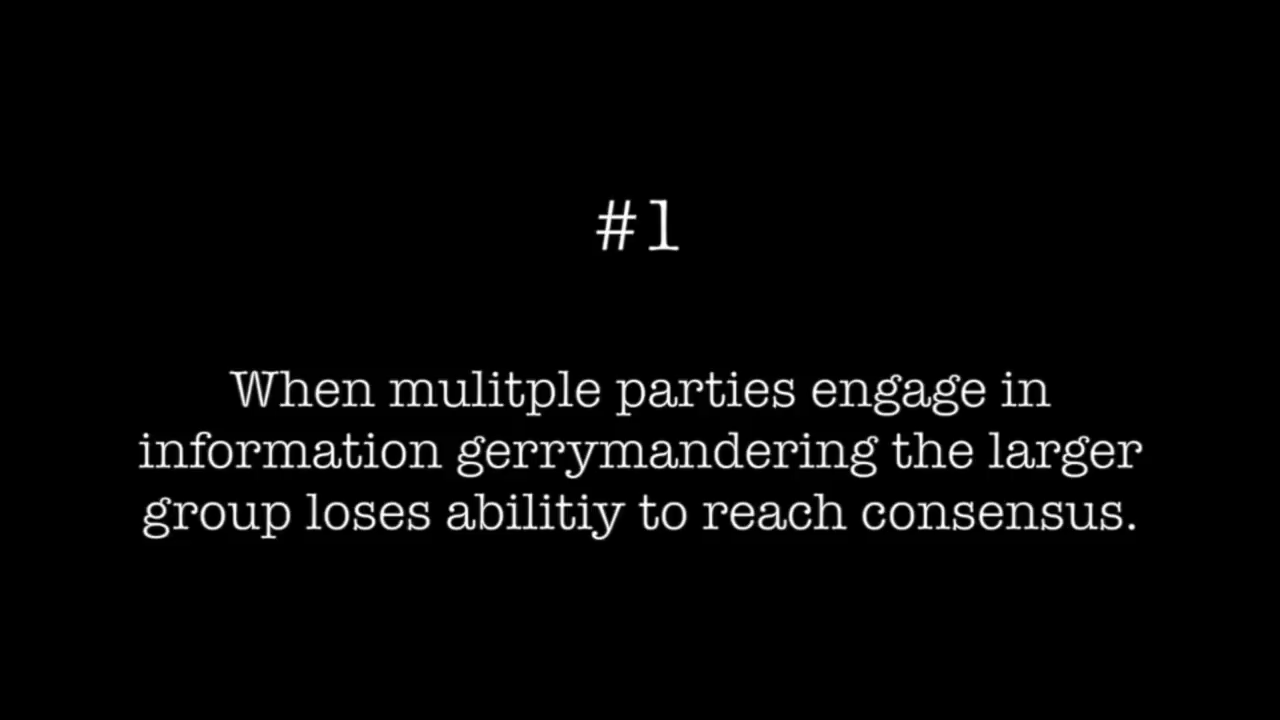 #1
When mulitple parties engage in
information gerrymandering the larger
group loses abilitiy to reach consensus.